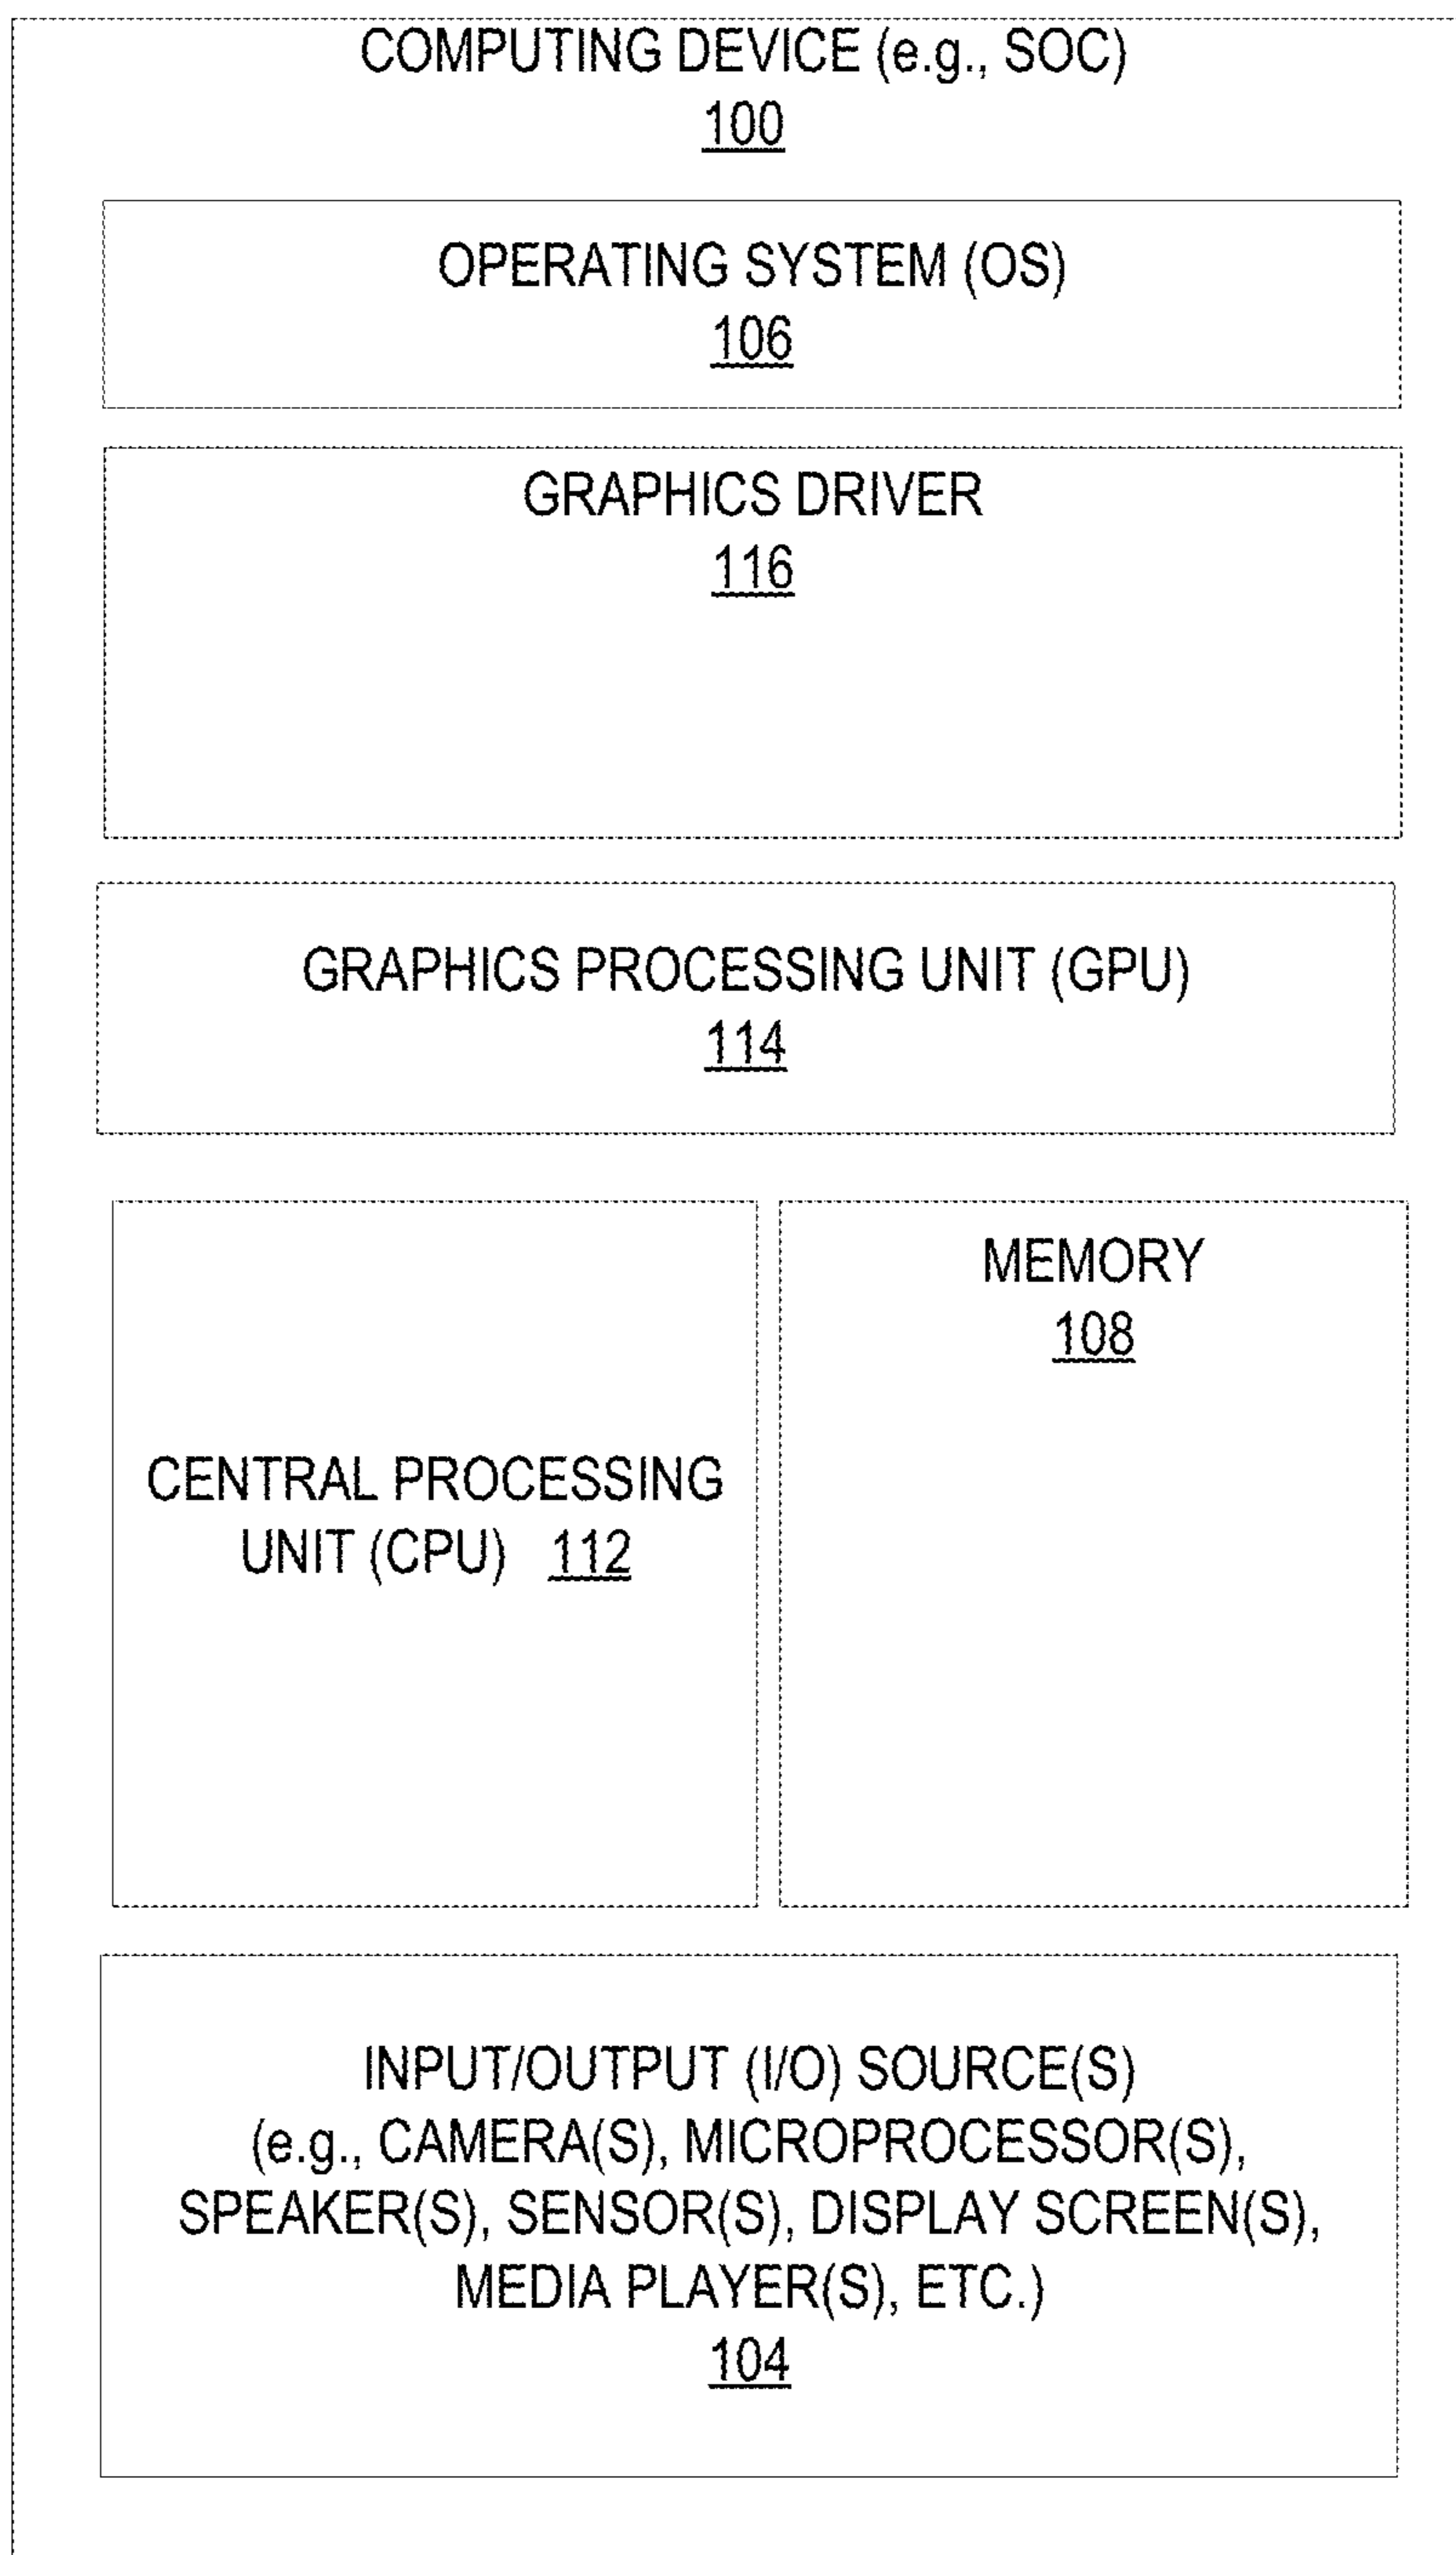 COMPUTING DEVICE (e.g., SOC)
100
OPERATING SYSTEM (OS)
106
GRAPHICS DRIVER
116
GRAPHICS PROCESSING UNIT (GPU)
114
CENTRAL PROCESSING
UNIT (CPU) 112
MEMORY
108
INPUT/OUTPUT (I/O) SOURCE(S)
(e.g., CAMERA(S), MICROPROCESSOR(S),
SPEAKER(S), SENSOR(S), DISPLAY SCREEN(S),
MEDIA PLAYER(S), ETC.)
104